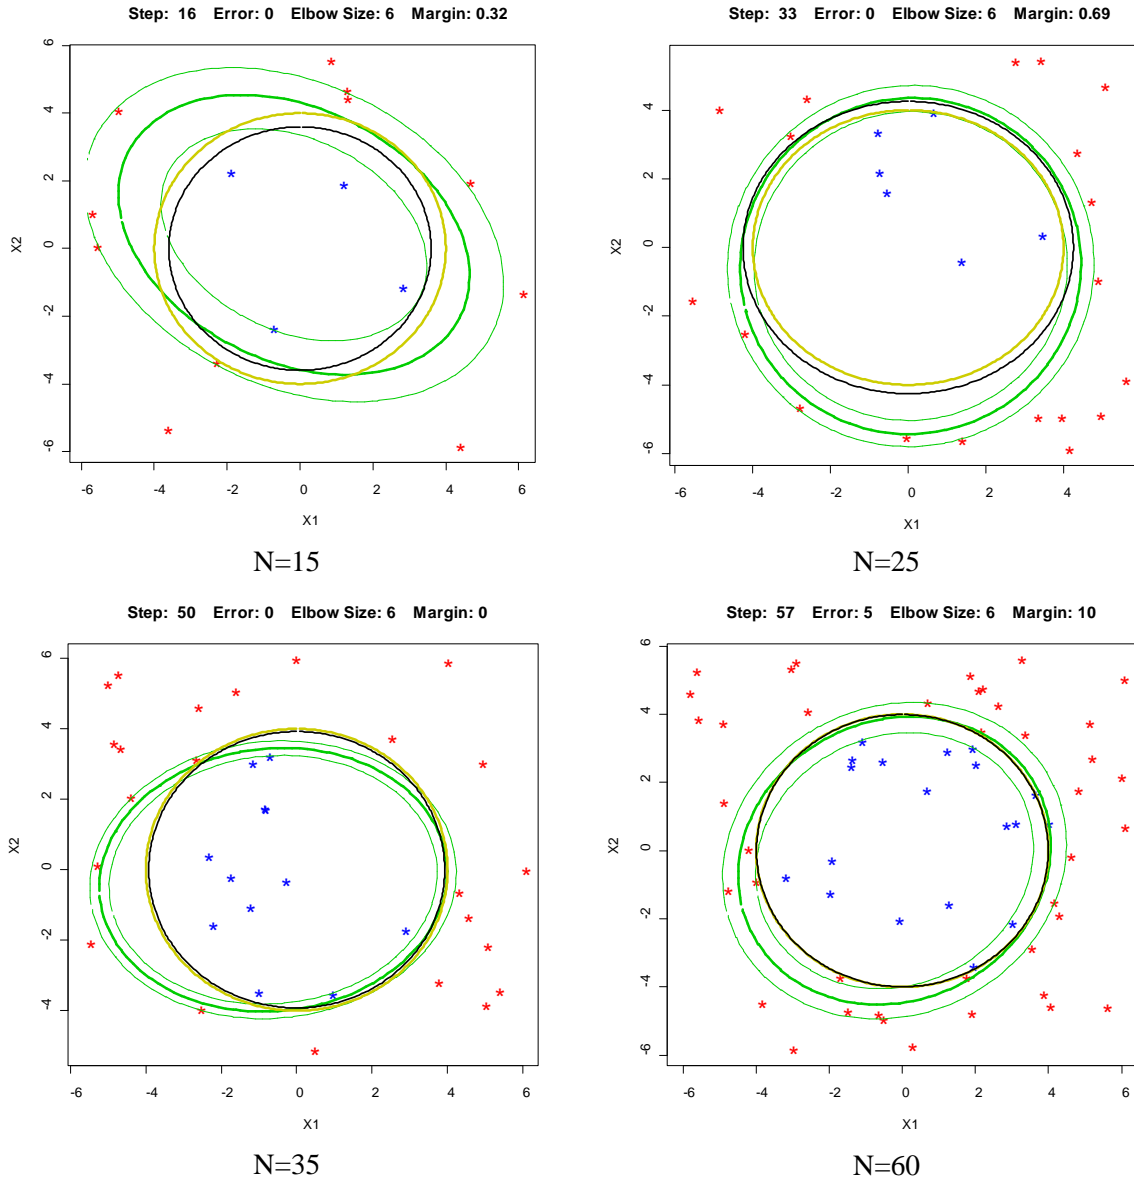 Step: 16 Error: 0 Elbow Size: 6 Margin: 0.32
6
4
2
0
-2
-4
-6
X2
-6 -4 -2 0 2 4 6
X1
N=15
Step: 33 Error: 0 Elbow Size: 6 Margin: 0.69
4
2
0
-2
-4
-6
X2
-6 -4 -2 0 2 4
X1
N=25
Step: 50 Error: 0 Elbow Size: 6 Margin: 0
6
4
2
0
-2
-4
X2
-6 -4 -2 0 2 4 6
X1
N=35
Step: 57 Error: 5 Elbow Size: 6 Margin: 10
6
4
2
0
-2
-4
-6
X2
-6 -4 -2 0 2 4 6
X1
N=60